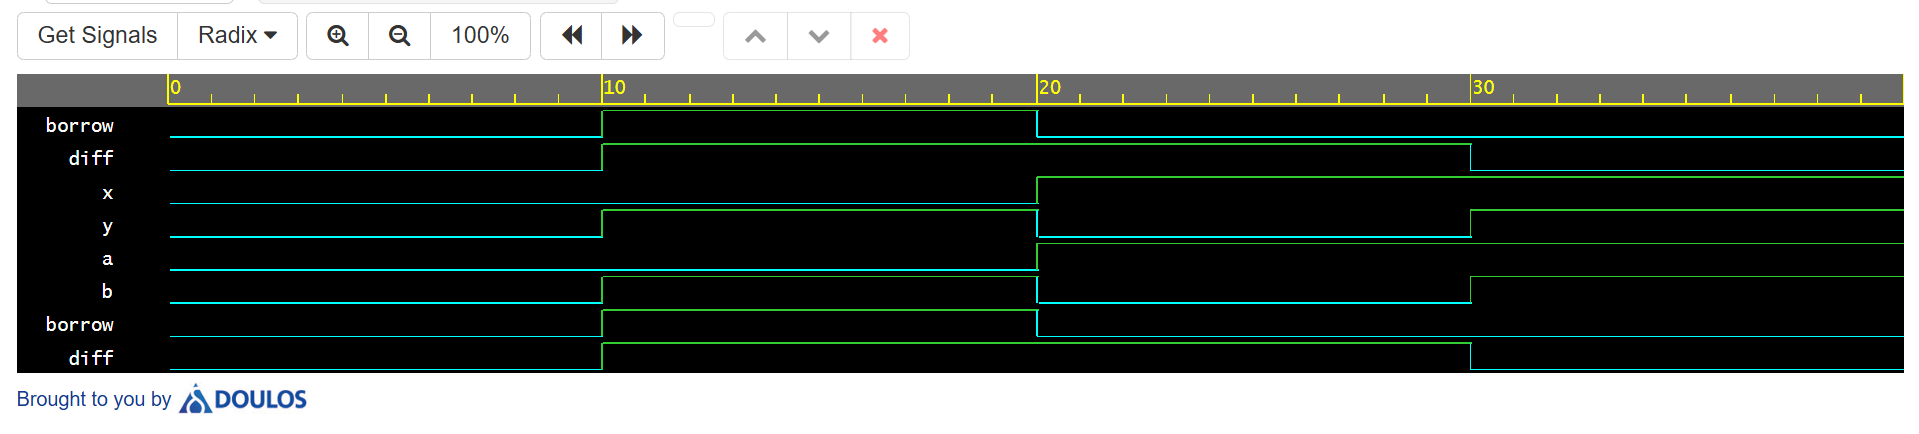 Get Signals Radix 100%
0 10 20 30
borrow
diff
x
y
a
b
borrow
diff
Brought to you by DOULOS